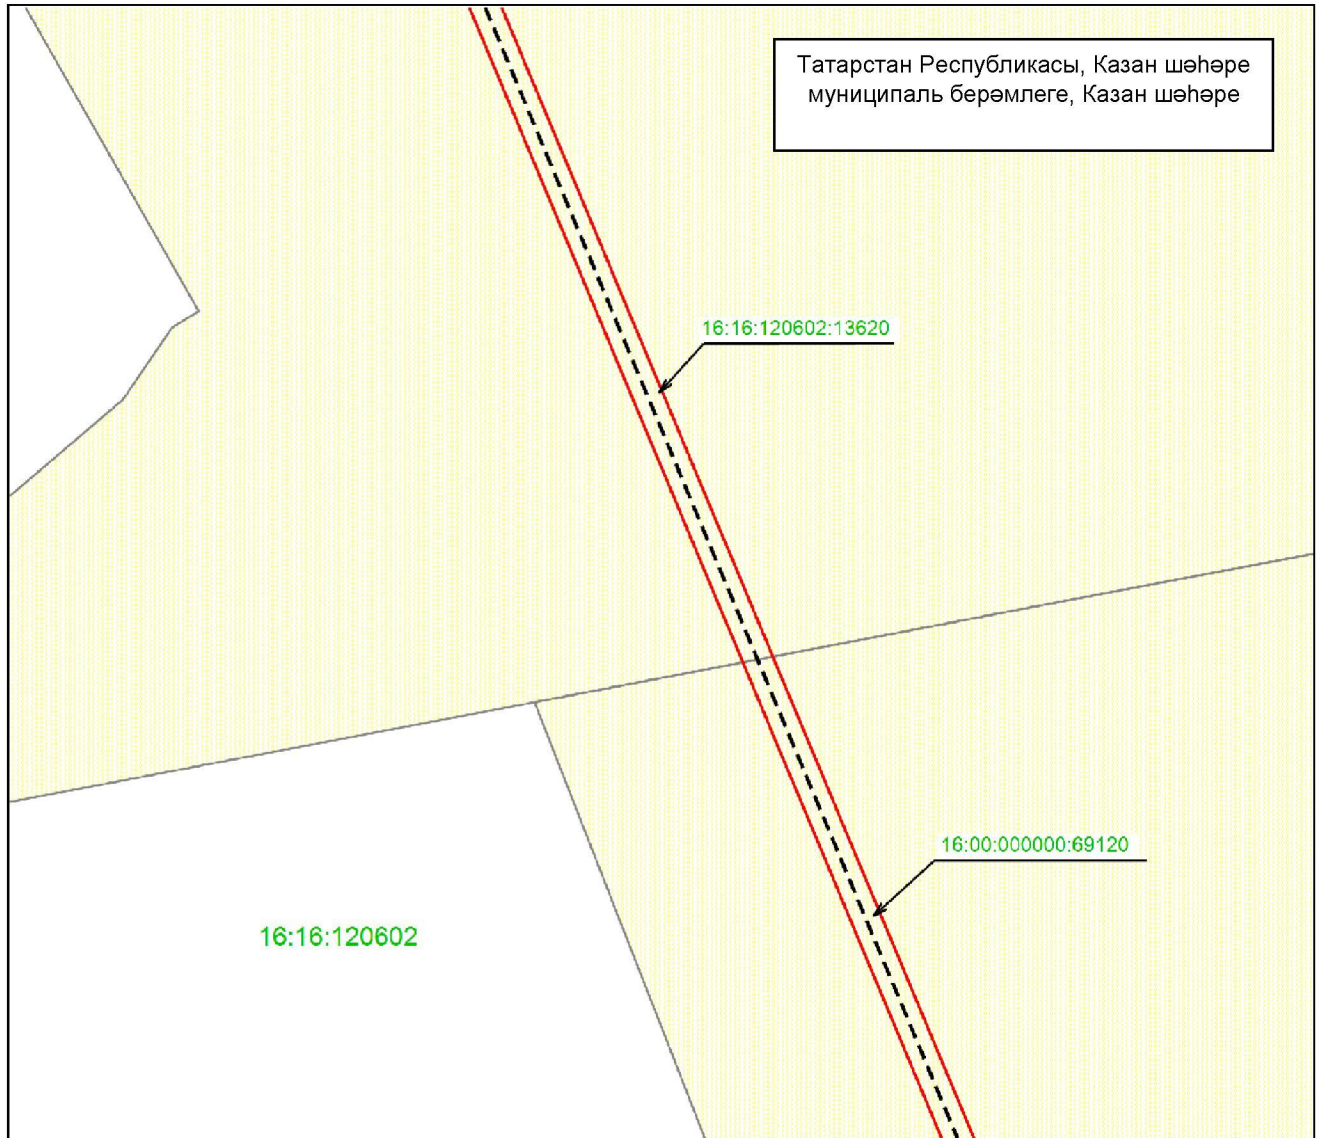 Татарстан Республикасы, Казан шәһәре
муниципаль берәмлеге, Казан шәһәре
16:16:120602:13620
16:00:000000:69120
16:16:120602